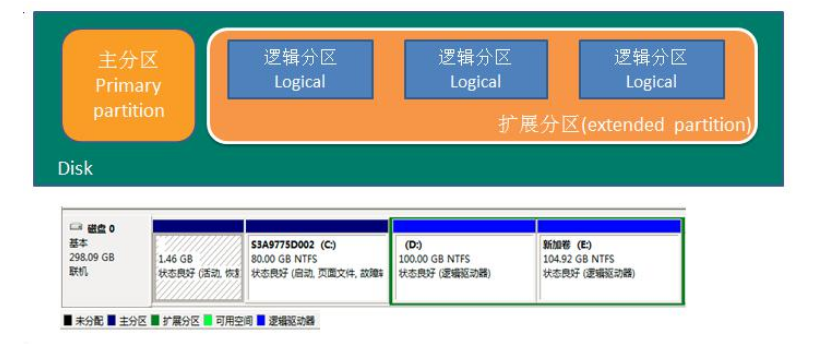 主分区
Primary
partition
逻辑分区
Logical
逻辑分区
Logical
逻辑分区
Logical
扩展分区(extended partition)
Disk
磁盘 0
基本
298.09 GB
联机
1.46 GB
状态良好 (活动, 恢复
S3A9775D002 (C:)
80.00 GB NTFS
状态良好 (启动, 页面文件, 故障转
(D:)
100.00 GB NTFS
状态良好 (逻辑驱动器)
新加卷 (E:)
104.92 GB NTFS
状态良好 (逻辑驱动器)
未分配 主分区 扩展分区 可用空间 逻辑驱动器